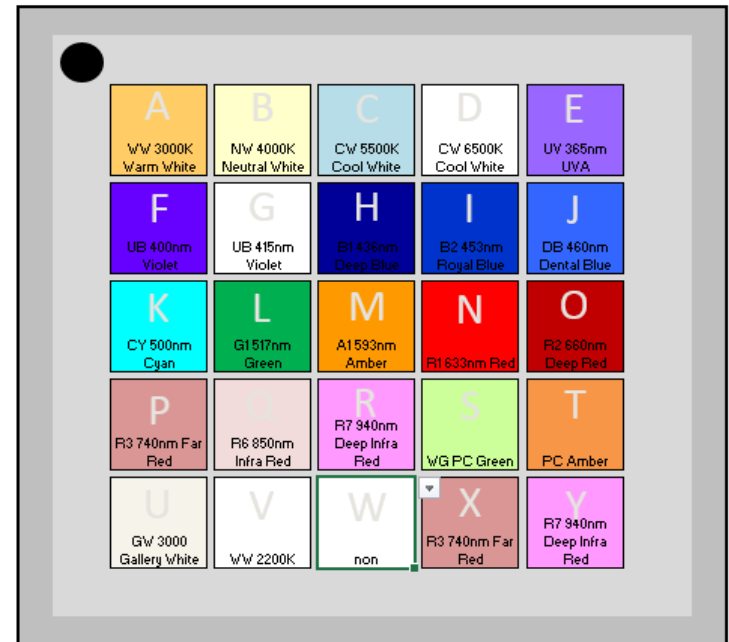 A
WW 3000K
Warm White
B
NW 4000K
Neutral White
C
CW 5500K
Cool White
D
CW 6500K
Cool White
E
UV 365nm
UVA
F
UB 400nm
Violet
G
UB 415nm
Violet
H
B1 436nm
Deep Blue
I
B2 453nm
Royal Blue
J
DB 460nm
Dental Blue
K
CY 500nm
Cyan
L
G1 517nm
Green
M
A1 593nm
Amber
N
R1 633nm Red
O
R2 660nm
Deep Red
P
R3 740nm Far
Red
Q
R6 850nm
Infra Red
R
R7 940nm
Deep Infra
Red
S
WG PC Green
T
PC Amber
U
GW 3000
Gallery White
V
WW 2200K
W
non
X
R3 740nm Far
Red
Y
R7 940nm
Deep Infra
Red